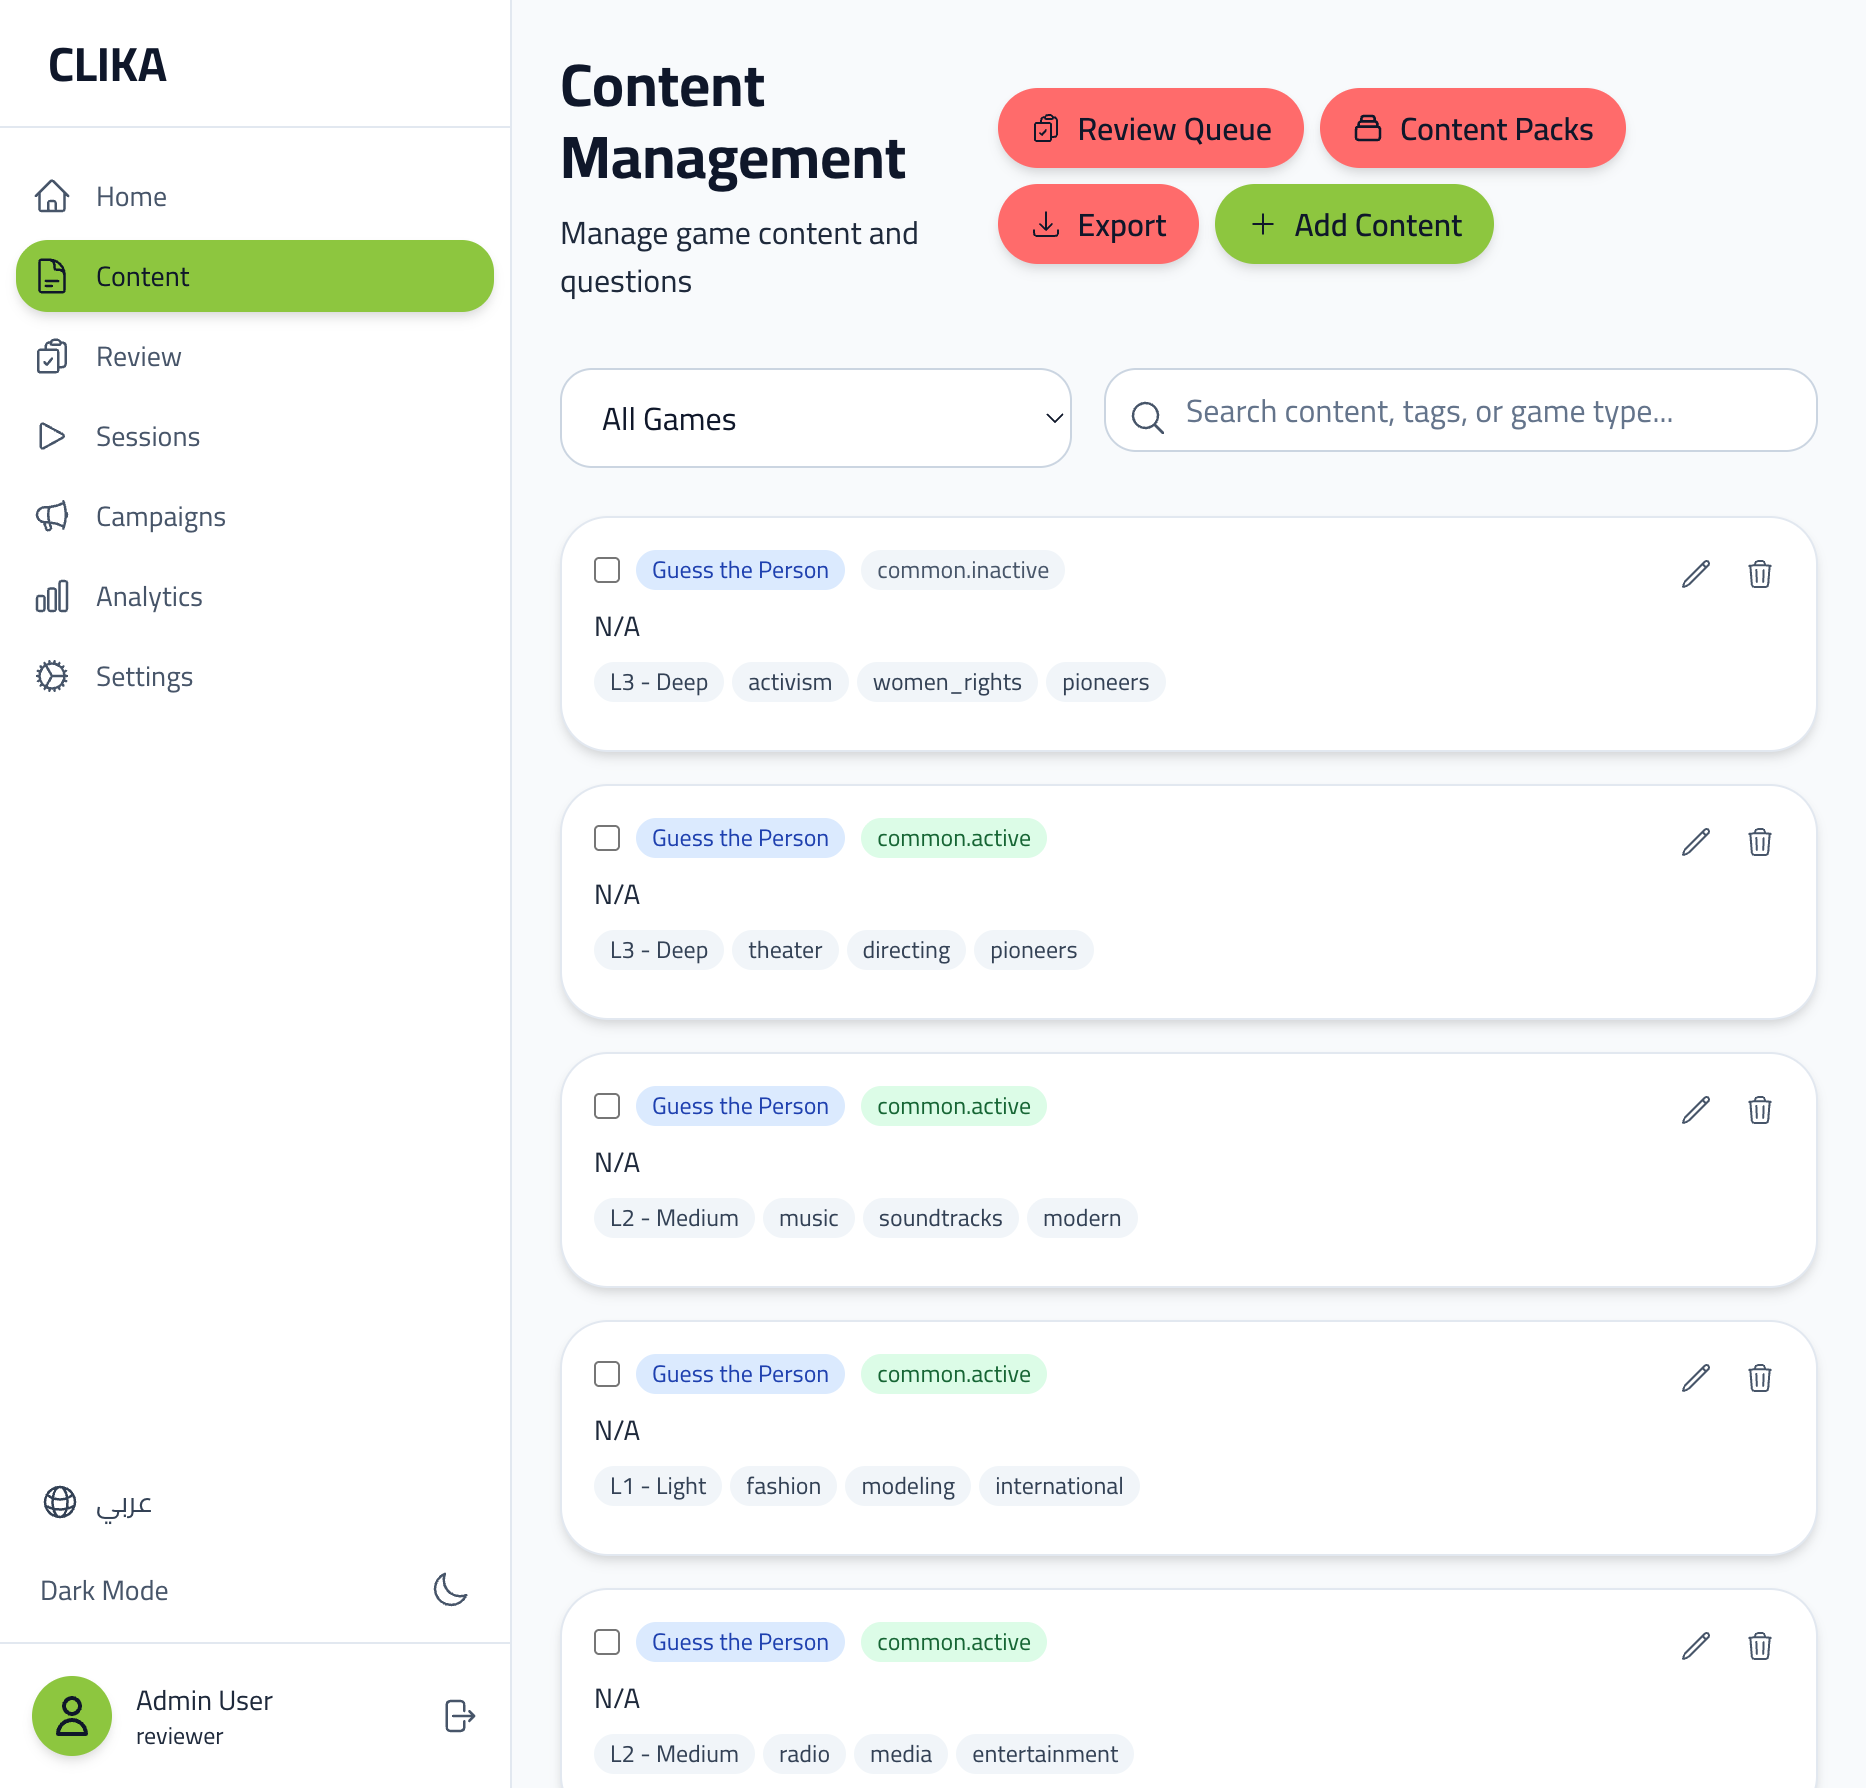 CLIKA
Home
Content
Review
Sessions
Campaigns
Analytics
Settings
عربي
Dark Mode
Admin User
reviewer
Content
Management
Manage game content and
questions
Review Queue
Content Packs
Export
Add Content
All Games
Search content, tags, or game type...
Guess the Person common.inactive
N/A
L3 - Deep activism women_rights pioneers
Guess the Person common.active
N/A
L3 - Deep theater directing pioneers
Guess the Person common.active
N/A
L2 - Medium music soundtracks modern
Guess the Person common.active
N/A
L1 - Light fashion modeling international
Guess the Person common.active
N/A
L2 - Medium radio media entertainment